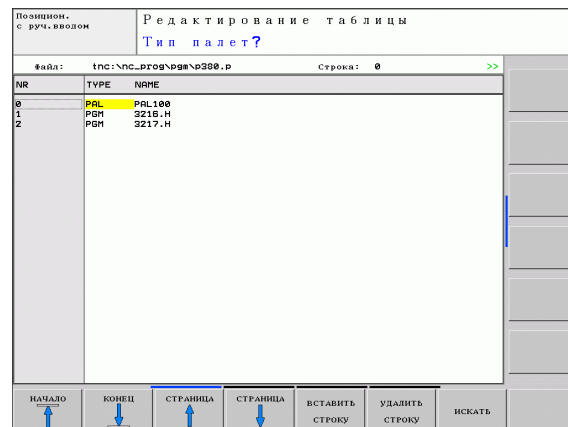 Позицион.
с руч.вводом
Редактирование таблицы
Тип палет?
Файл: tnc:\nc_prog\pgm\p380.p Строка: 0 >>
NR TYPE NAME
0 PAL PAL100
1 PGM 3216.H
2 PGM 3217.H
НАЧАЛО
КОНЕЦ
СТРАНИЦА
СТРАНИЦА
ВСТАВИТЬ
СТРОКУ
УДАЛИТЬ
СТРОКУ
ИСКАТЬ